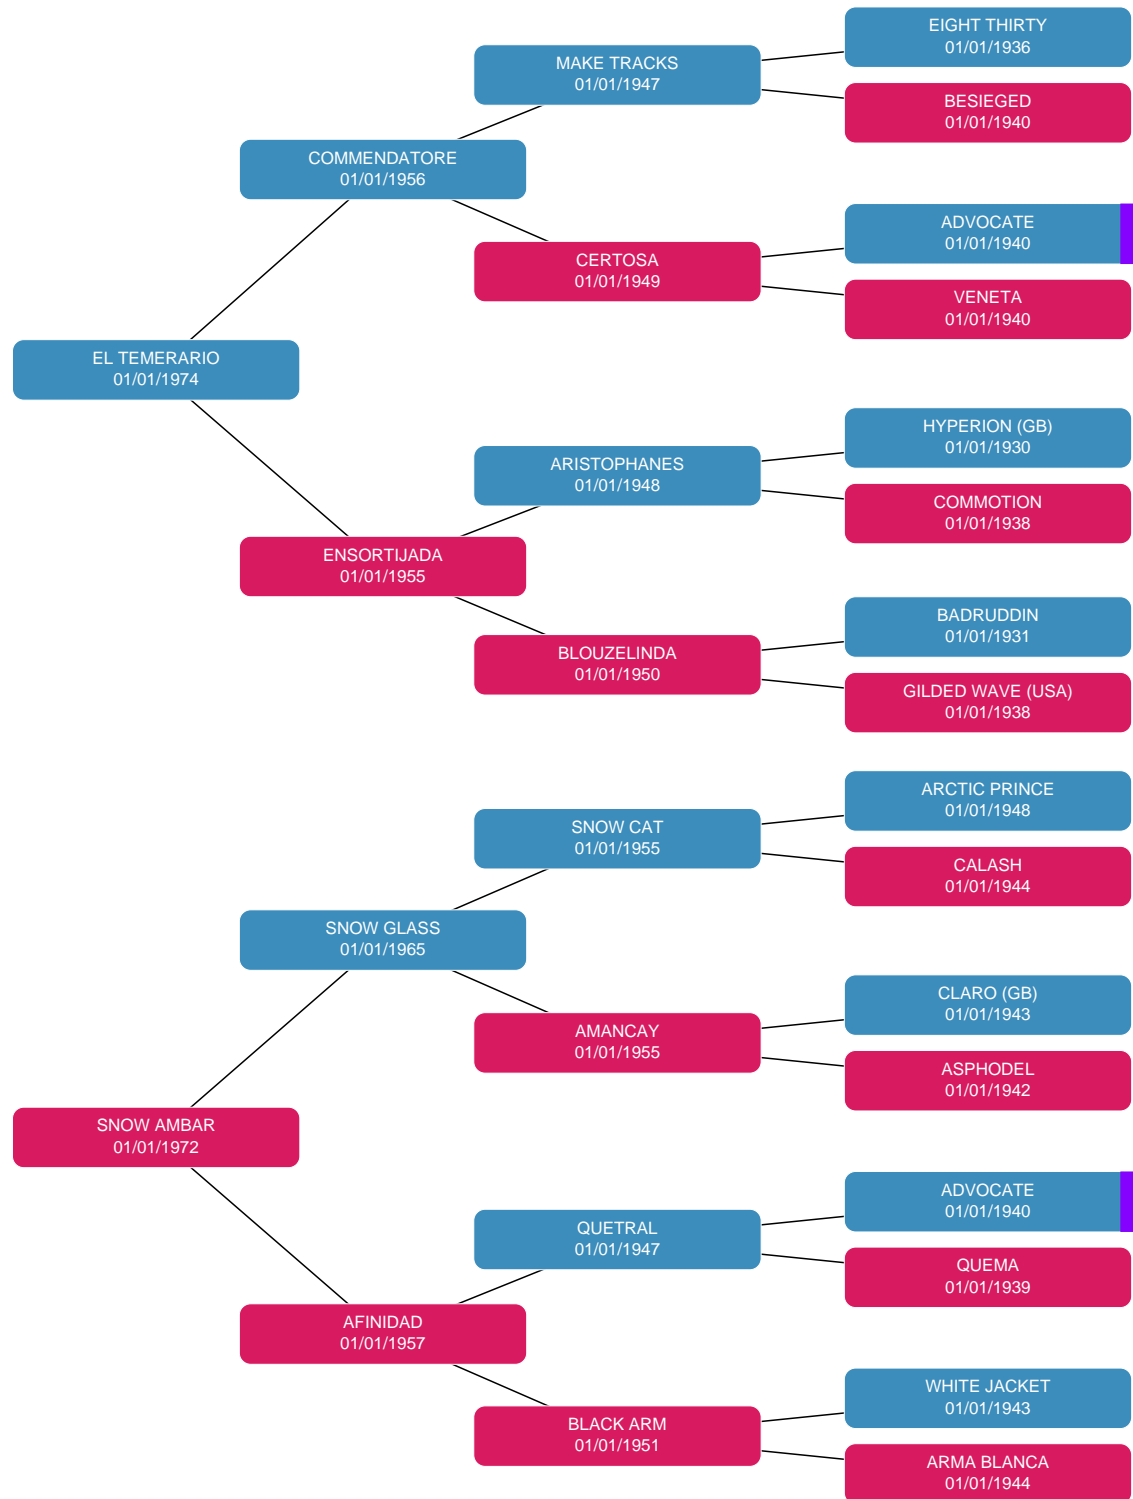 EIGHT THIRTY
01/01/1936
MAKE TRACKS
01/01/1947
BESIEGED
01/01/1940
COMMENDATORE
01/01/1956
ADVOCATE
01/01/1940
CERTOSA
01/01/1949
VENETA
01/01/1940
EL TEMERARIO
01/01/1974
HYPERION (GB)
01/01/1930
ARISTOPHANES
01/01/1948
COMMOTION
01/01/1938
ENSORTIJADA
01/01/1955
BADRUDDIN
01/01/1931
BLOUZELINDA
01/01/1950
GILDED WAVE (USA)
01/01/1938
ARCTIC PRINCE
01/01/1948
SNOW CAT
01/01/1955
CALASH
01/01/1944
SNOW GLASS
01/01/1965
CLARO (GB)
01/01/1943
AMANCAY
01/01/1955
ASPHODEL
01/01/1942
SNOW AMBAR
01/01/1972
ADVOCATE
01/01/1940
QUETRAL
01/01/1947
QUEMA
01/01/1939
AFINIDAD
01/01/1957
WHITE JACKET
01/01/1943
BLACK ARM
01/01/1951
ARMA BLANCA
01/01/1944